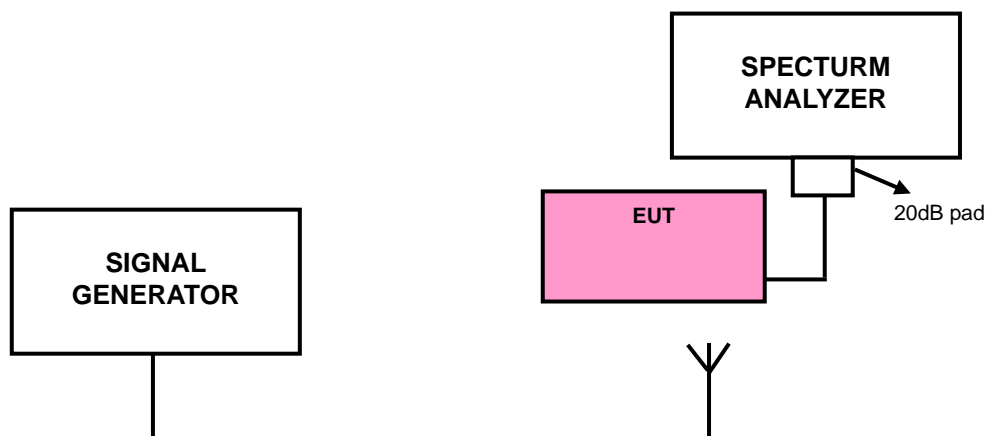 SPECTURM
ANALYZER
20dB pad
EUT
SIGNAL
GENERATOR